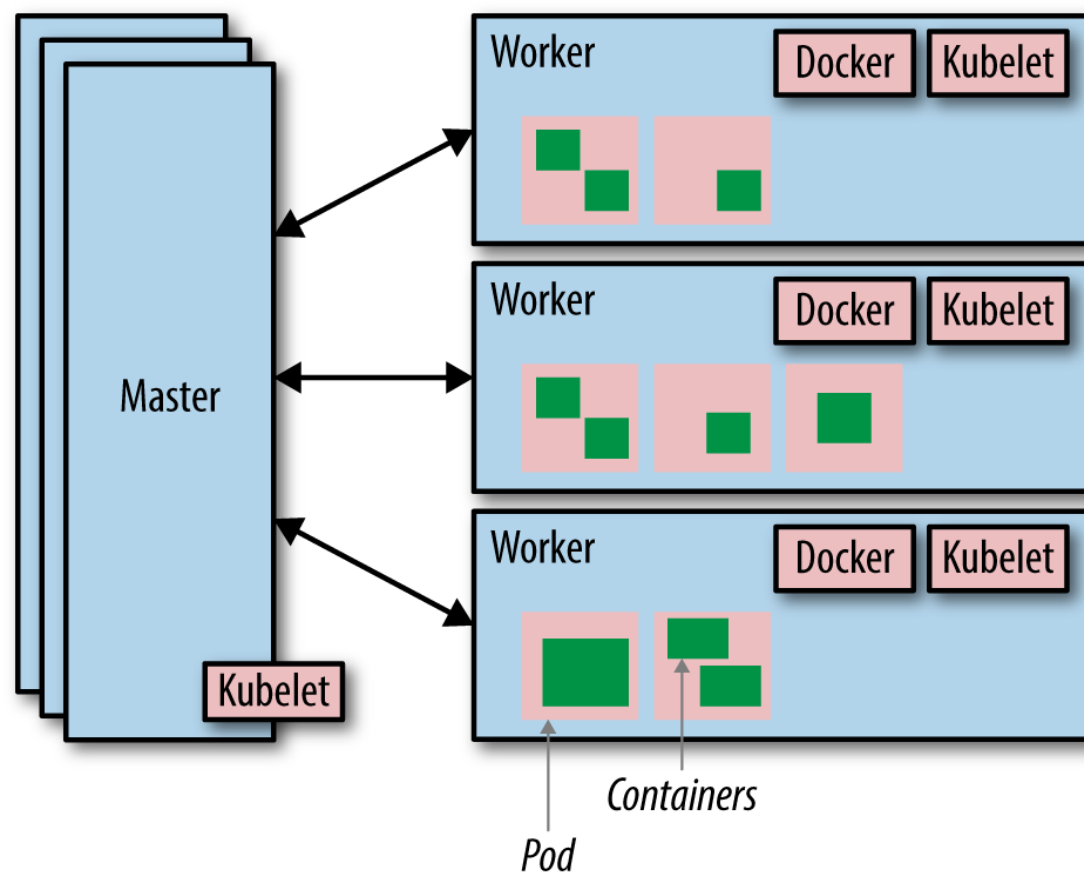 Master
Kubelet
Worker
Docker
Kubelet
Worker
Docker
Kubelet
Worker
Docker
Kubelet
Containers
Pod